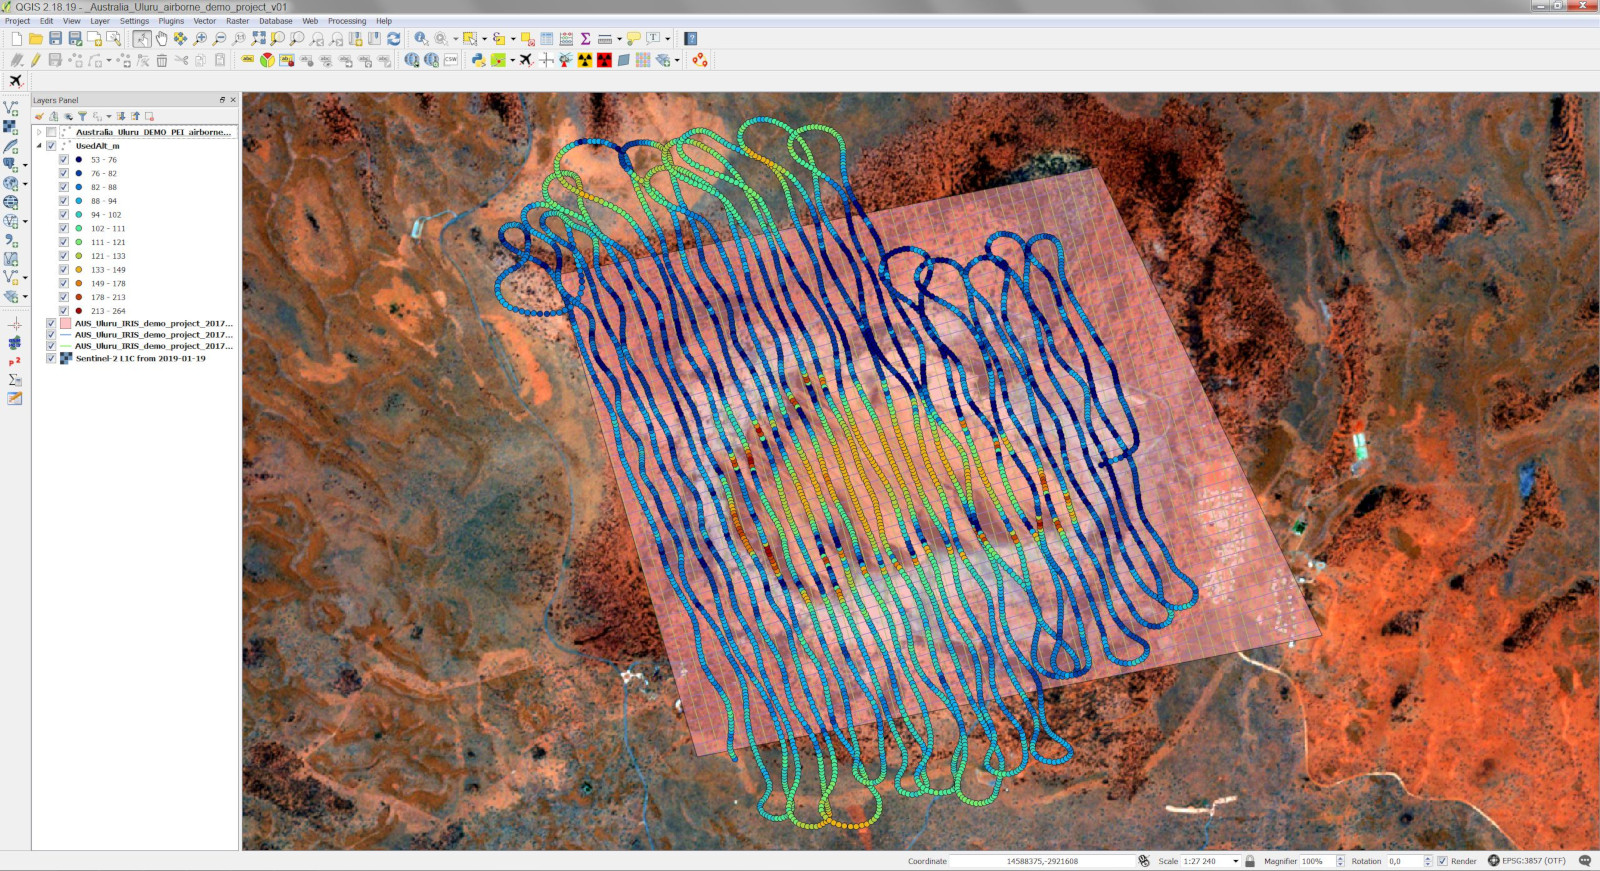 QGIS 2.18.19 - _Australia_Uluru_airborne_demo_project_v01
Project Edit View Layer Settings Plugins Vector Raster Database Web Processing Help
Layers Panel
Australia_Uluru_DEMO_PEI_airborne...
UsedAlt_m
53 - 76
76 - 82
82 - 88
88 - 94
94 - 102
102 - 111
111 - 121
121 - 133
133 - 149
149 - 178
178 - 213
213 - 264
AUS_Uluru_IRIS_demo_project_2017...
AUS_Uluru_IRIS_demo_project_2017...
AUS_Uluru_IRIS_demo_project_2017...
Sentinel-2 L1C from 2019-01-19
Coordinate 14588375,-2921608 Scale 1:27 240 Magnifier 100% Rotation 0,0 Render EPSG:3857 (OTF)